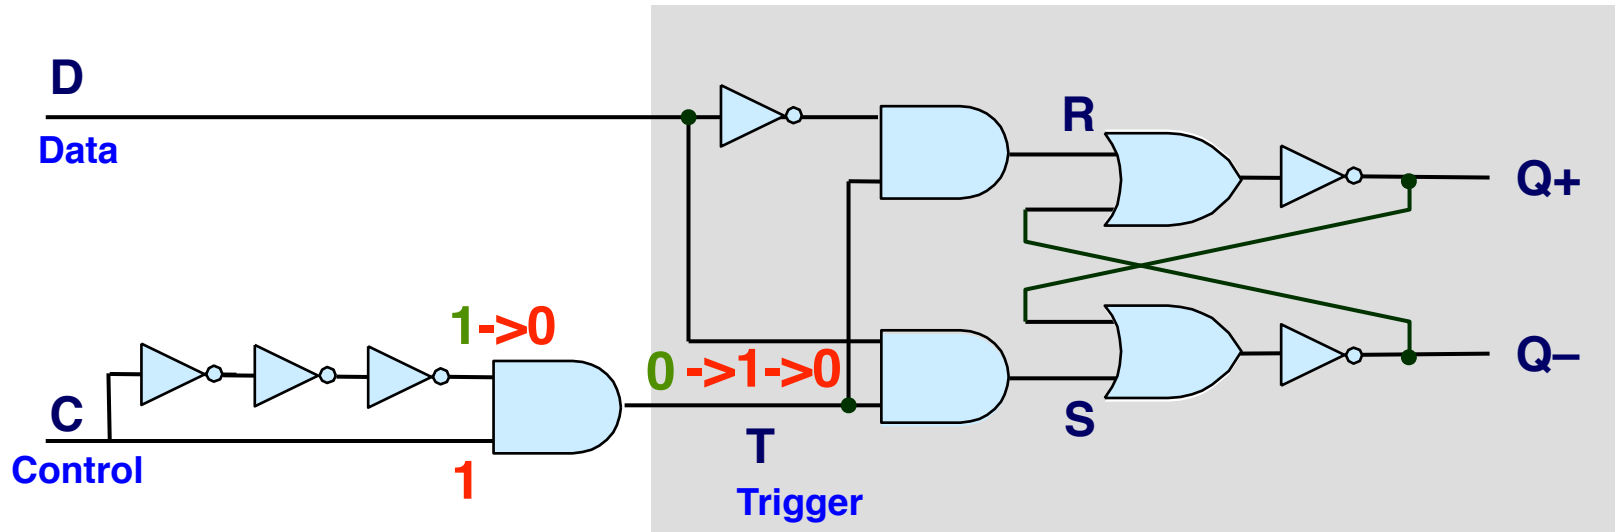 D
Data
R
Q+
1->0
0 ->1->0
Q–
C
Control
1
T
Trigger
S